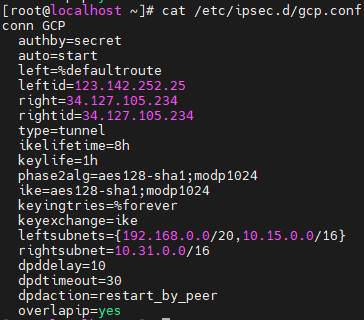 [root@localhost ~]# cat /etc/ipsec.d/gcp.conf
conn GCP
authby=secret
auto=start
left=%defaultroute
leftid=123.142.252.25
right=34.127.105.234
rightid=34.127.105.234
type=tunnel
ikelifetime=8h
keylife=1h
phase2alg=aes128-sha1;modp1024
ike=aes128-sha1;modp1024
keyingtries=%forever
keyexchange=ike
leftsubnets={192.168.0.0/20,10.15.0.0/16}
rightsubnet=10.31.0.0/16
dpddelay=10
dpdtimeout=30
dpdaction=restart_by_peer
overlapip=yes